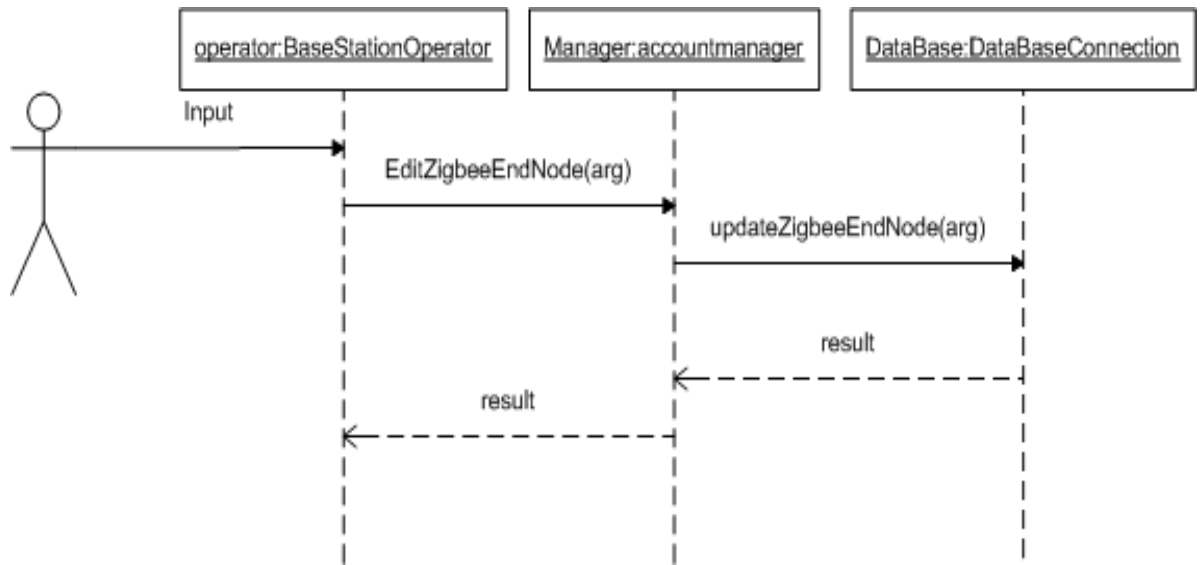 operator:BaseStationOperator
Manager:accountmanager
DataBase:DataBaseConnection
Input
EditZigbeeEndNode(arg)
updateZigbeeEndNode(arg)
result
result